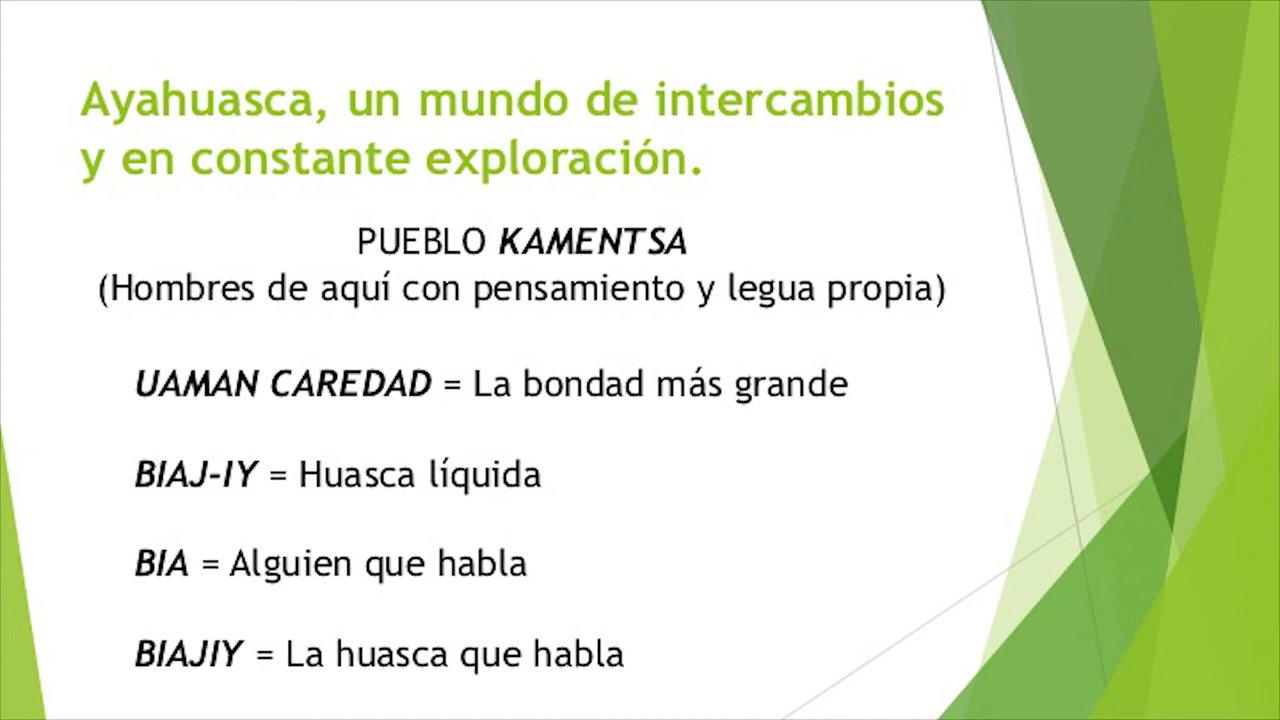 Ayahuasca, un mundo de intercambios
y en constante exploración.
PUEBLO KAMENTSA
(Hombres de aquí con pensamiento y legua propia)
UAMAN CAREDAD = La bondad más grande
BIAJ-IY = Huasca líquida
BIA = Alguien que habla
BIAJIY = La huasca que habla